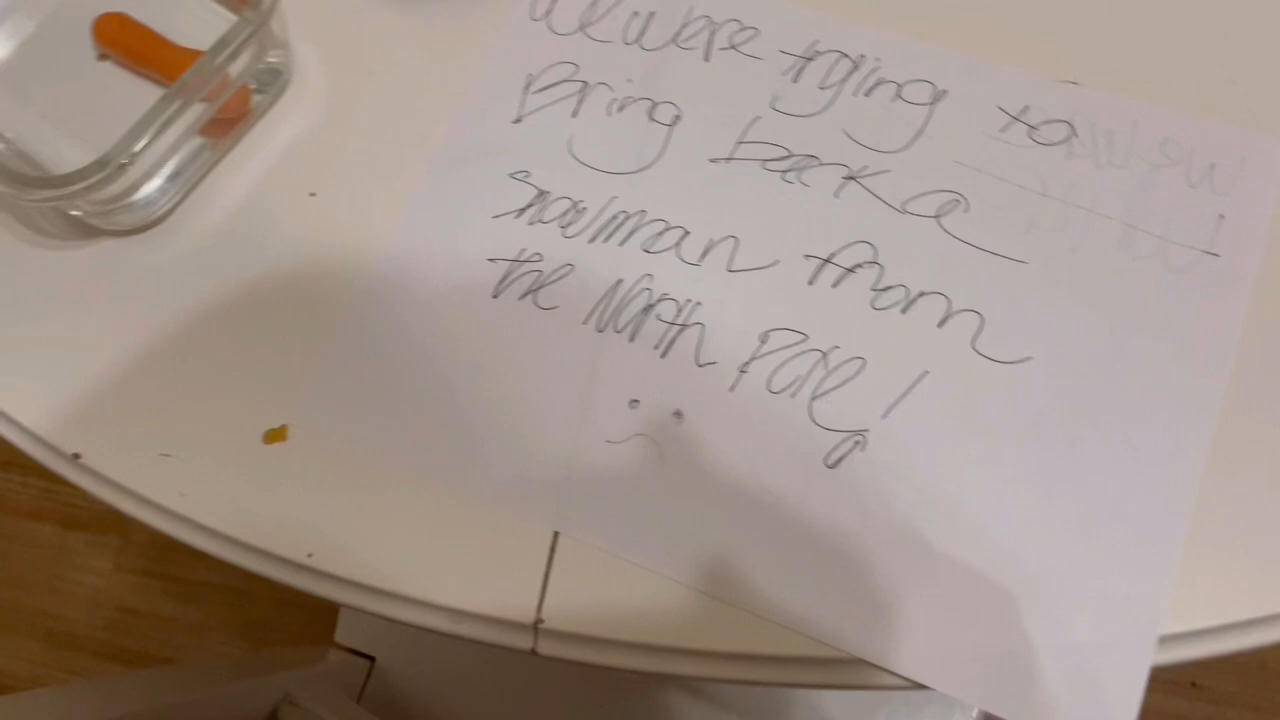 We were trying to
Bring back a
Snowman from
the North Pole!